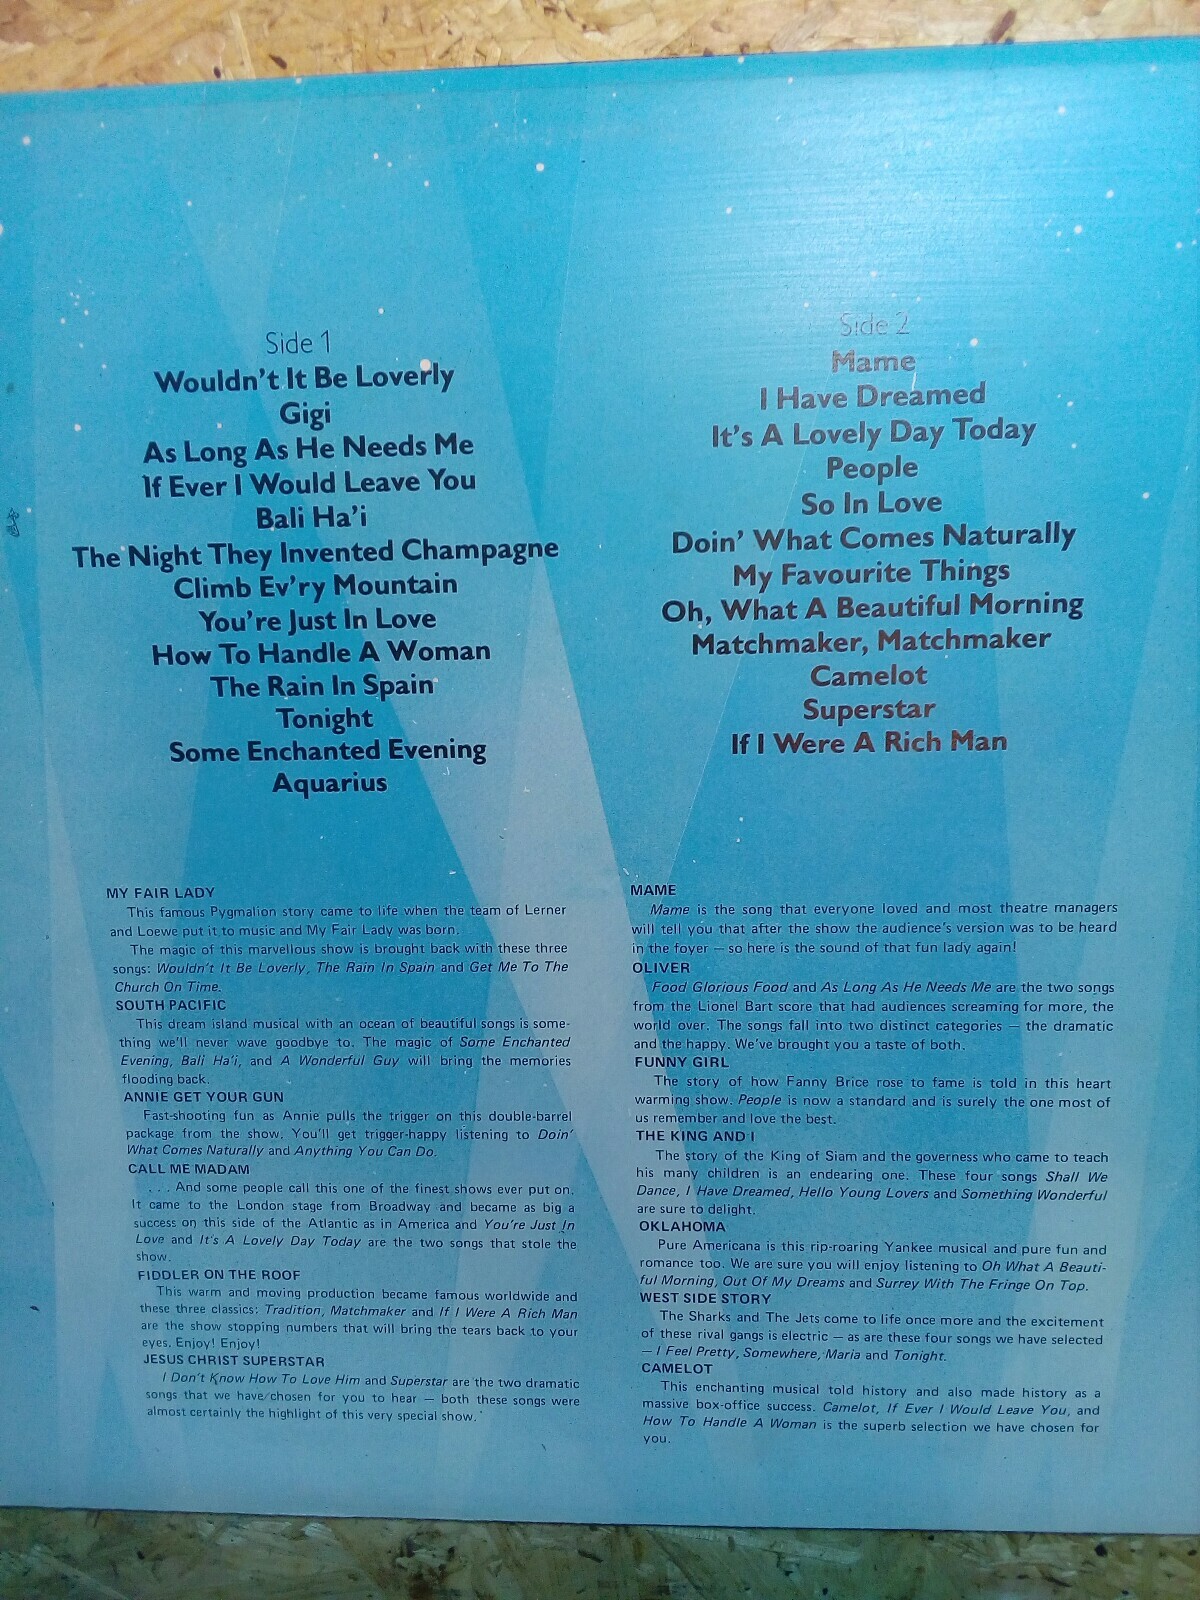 Side 1
Wouldn't It Be Loverly
Gigi
As Long As He Needs Me
If Ever I Would Leave You
Bali Ha'i
The Night They Invented Champagne
Climb Ev'ry Mountain
You're Just In Love
How To Handle A Woman
The Rain In Spain
Tonight
Some Enchanted Evening
Aquarius
Side 2
Mame
I Have Dreamed
It's A Lovely Day Today
People
So In Love
Doin' What Comes Naturally
My Favourite Things
Oh, What A Beautiful Morning
Matchmaker, Matchmaker
Camelot
Superstar
If I Were A Rich Man
MY FAIR LADY
This famous Pygmalion story came to life when the team of Lerner
and Loewe put it to music and My Fair Lady was born.
The magic of this marvellous show is brought back with these three
songs: Wouldn't It Be Loverly, The Rain In Spain and Get Me To The
Church On Time.
SOUTH PACIFIC
This dream island musical with an ocean of beautiful songs is some-
thing we'll never wave goodbye to. The magic of Some Enchanted
Evening, Bali Ha'i, and A Wonderful Guy will bring the memories
flooding back.
ANNIE GET YOUR GUN
Fast-shooting fun as Annie pulls the trigger on this double-barrel
package from the show. You'll get trigger-happy listening to Doin'
What Comes Naturally and Anything You Can Do.
CALL ME MADAM
. . . And some people call this one of the finest shows ever put on.
It came to the London stage from Broadway and became as big a
success on this side of the Atlantic as in America and You're Just In
Love and It's A Lovely Day Today are the two songs that stole the
show.
FIDDLER ON THE ROOF
This warm and moving production became famous worldwide and
these three classics: Tradition, Matchmaker and If I Were A Rich Man
are the show stopping numbers that will bring the tears back to your
eyes. Enjoy! Enjoy!
JESUS CHRIST SUPERSTAR
I Don't Know How To Love Him and Superstar are the two dramatic
songs that we have chosen for you to hear — both these songs were
almost certainly the highlight of this very special show.
MAME
Mame is the song that everyone loved and most theatre managers
will tell you that after the show the audience's version was to be heard
in the foyer — so here is the sound of that fun lady again!
OLIVER
Food Glorious Food and As Long As He Needs Me are the two songs
from the Lionel Bart score that had audiences screaming for more, the
world over. The songs fall into two distinct categories — the dramatic
and the happy. We've brought you a taste of both.
FUNNY GIRL
The story of how Fanny Brice rose to fame is told in this heart
warming show. People is now a standard and is surely the one most of
us remember and love the best.
THE KING AND I
The story of the King of Siam and the governess who came to teach
his many children is an endearing one. These four songs Shall We
Dance, I Have Dreamed, Hello Young Lovers and Something Wonderful
are sure to delight.
OKLAHOMA
Pure Americana is this rip-roaring Yankee musical and pure fun and
romance too. We are sure you will enjoy listening to Oh What A Beauti-
ful Morning, Out Of My Dreams and Surrey With The Fringe On Top.
WEST SIDE STORY
The Sharks and The Jets come to life once more and the excitement
of these rival gangs is electric — as are these four songs we have selected
— I Feel Pretty, Somewhere, Maria and Tonight.
CAMELOT
This enchanting musical told history and also made history as a
massive box-office success. Camelot, If Ever I Would Leave You, and
How To Handle A Woman is the superb selection we have chosen for
you.